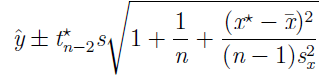 ŷ ± t⋆ₙ₋₂ s √(1 + 1/n + (x⋆ − x̅)² / ((n − 1)s²ₓ))